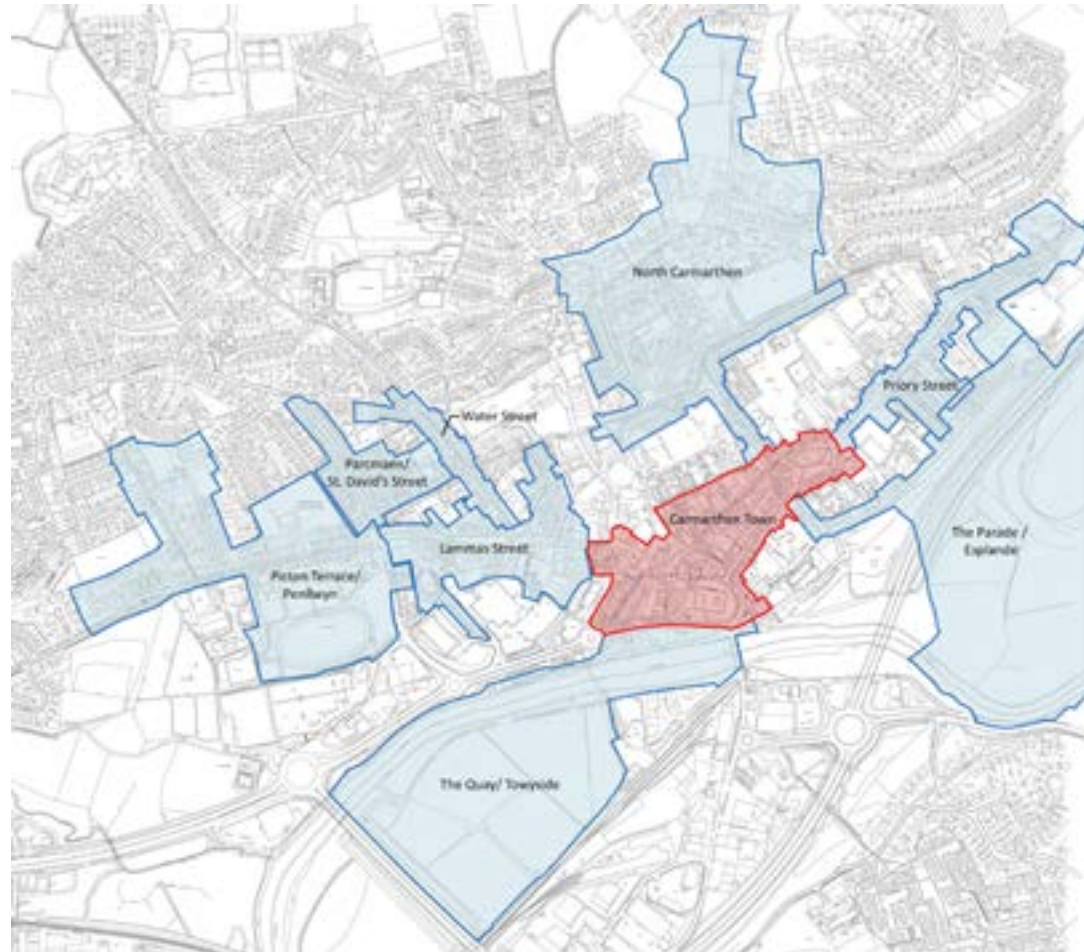 North Carmarthen
Priory Street
Water Street
Parcmaen/
St. David's Street
Carmarthen Town
Lammas Street
The Parade /
Esplande
Picton Terrace/
Penllwyn
The Quay/ Towyside